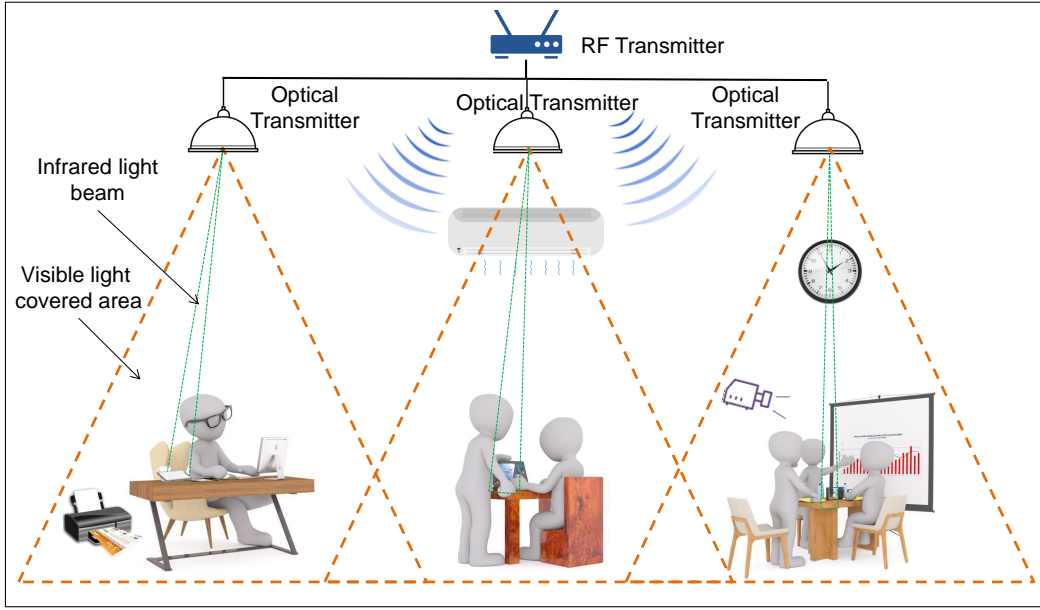 RF Transmitter
Optical
Transmitter
Optical Transmitter
Optical
Transmitter
Infrared light
beam
Visible light
covered area